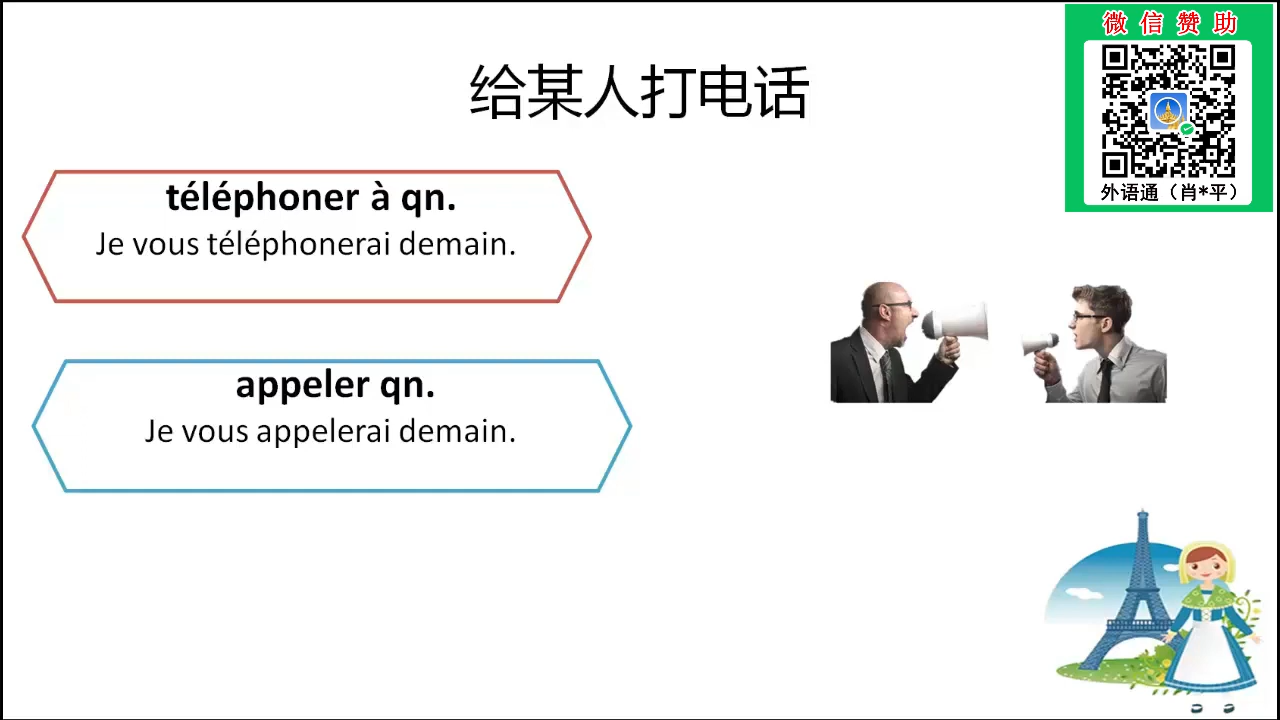 微信赞助
给某人打电话
外语通（肖*平）
téléphoner à qn.
Je vous téléphonerai demain.
appeler qn.
Je vous appelerai demain.